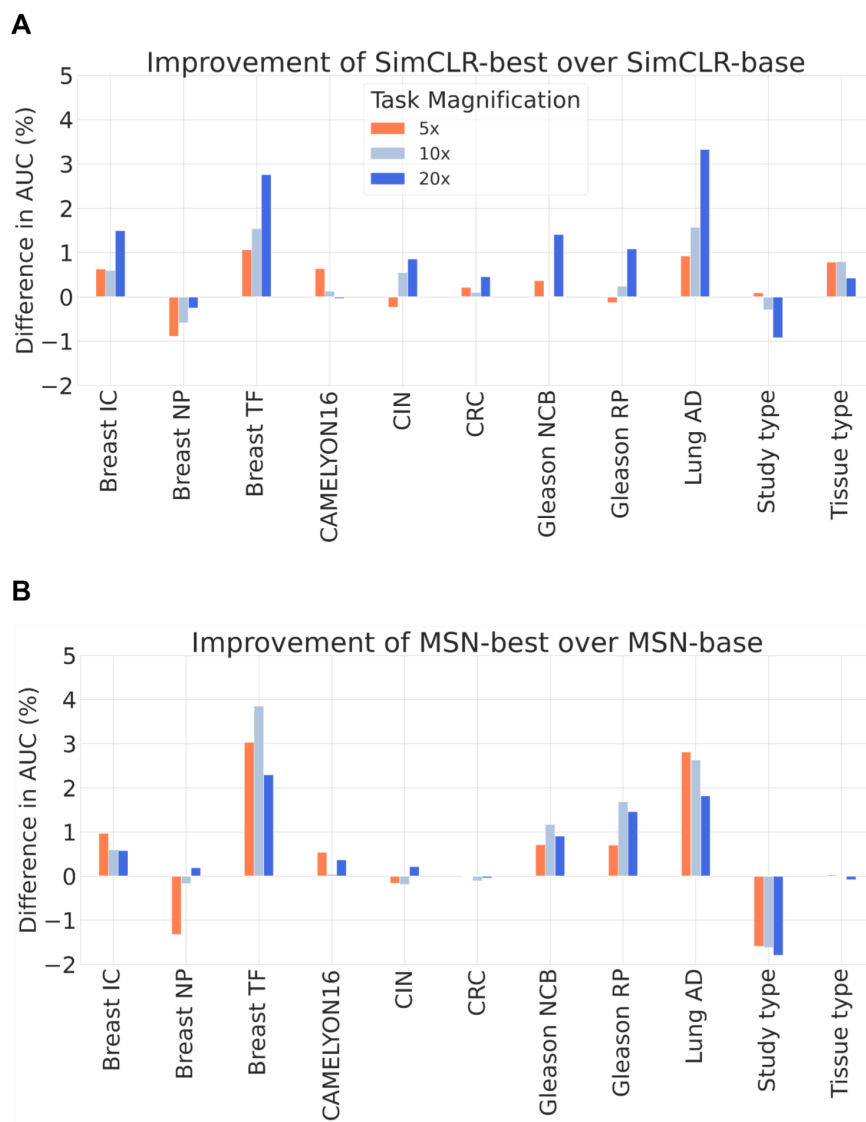 A
Improvement of SimCLR-best over SimCLR-base
Difference in AUC (%)
5
4
3
2
1
0
−1
−2
Task Magnification
5x
10x
20x
Breast IC
Breast NP
Breast TF
CAMELYON16
CIN
CRC
Gleason NCB
Gleason RP
Lung AD
Study type
Tissue type
B
Improvement of MSN-best over MSN-base
Difference in AUC (%)
5
4
3
2
1
0
−1
−2
Breast IC
Breast NP
Breast TF
CAMELYON16
CIN
CRC
Gleason NCB
Gleason RP
Lung AD
Study type
Tissue type